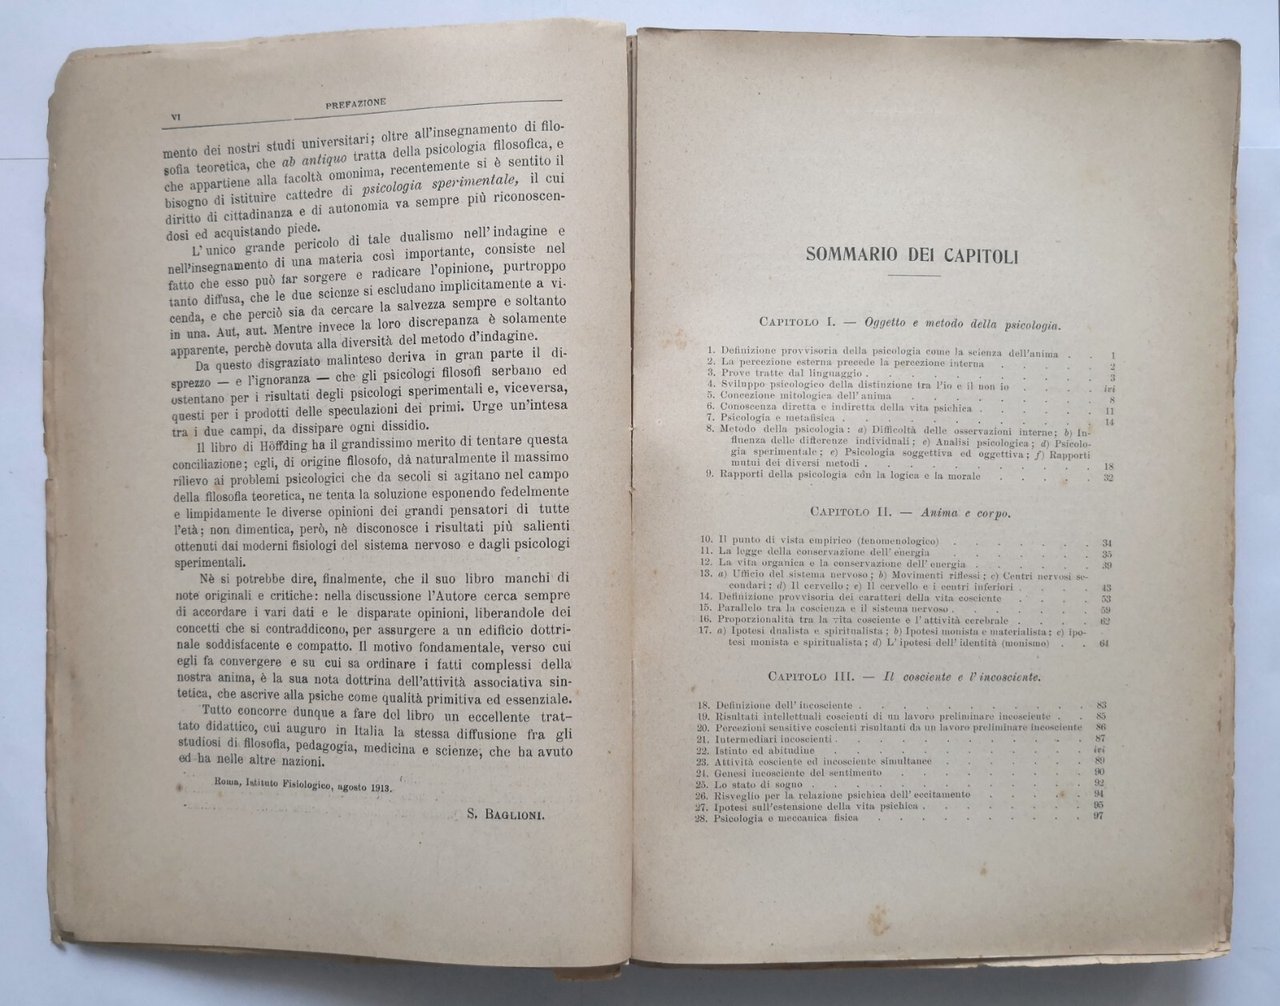 VI
PREFAZIONE
mento dei nostri studi universitari; oltre all'insegnamento di filo-
sofia teoretica, che ab antiquo tratta della psicologia filosofica, e
che appartiene alla facoltà omonima, recentemente si è sentito il
bisogno di istituire cattedre di psicologia sperimentale, il cui
diritto di cittadinanza e di autonomia va sempre più riconoscen-
dosi ed acquistando piede.
L'unico grande pericolo di tale dualismo nell'indagine e
nell'insegnamento di una materia così importante, consiste nel
fatto che esso può far sorgere e radicare l'opinione, purtroppo
tanto diffusa, che le due scienze si escludano implicitamente a vi-
cenda, e che perciò sia da cercare la salvezza sempre e soltanto
in una. Aut, aut. Mentre invece la loro discrepanza è solamente
apparente, perchè dovuta alla diversità del metodo d'indagine.
Da questo disgraziato malinteso deriva in gran parte il di-
sprezzo — e l'ignoranza — che gli psicologi filosofi serbano ed
ostentano per i risultati degli psicologi sperimentali e, viceversa,
questi per i prodotti delle speculazioni dei primi. Urge un'intesa
tra i due campi, da dissipare ogni dissidio.
Il libro di Höffding ha il grandissimo merito di tentare questa
conciliazione; egli, di origine filosofo, dà naturalmente il massimo
rilievo ai problemi psicologici che da secoli si agitano nel campo
della filosofia teoretica, ne tenta la soluzione esponendo fedelmente
e limpidamente le diverse opinioni dei grandi pensatori di tutte
l'età; non dimentica, però, nè disconosce i risultati più salienti
ottenuti dai moderni fisiologi del sistema nervoso e dagli psicologi
sperimentali.
Nè si potrebbe dire, finalmente, che il suo libro manchi di
note originali e critiche: nella discussione l'Autore cerca sempre
di accordare i vari dati e le disparate opinioni, liberandole dei
concetti che si contraddicono, per assurgere a un edificio dottri-
nale soddisfacente e compatto. Il motivo fondamentale, verso cui
egli fa convergere e su cui sa ordinare i fatti complessi della
nostra anima, è la sua nota dottrina dell'attività associativa sin-
tetica, che ascrive alla psiche come qualità primitiva ed essenziale.
Tutto concorre dunque a fare del libro un eccellente trat-
tato didattico, cui auguro in Italia la stessa diffusione fra gli
studiosi di filosofia, pedagogia, medicina e scienze, che ha avuto
ed ha nelle altre nazioni.
Roma, Istituto Fisiologico, agosto 1913.
S. BAGLIONI.
SOMMARIO DEI CAPITOLI
CAPITOLO I. — Oggetto e metodo della psicologia.
1. Definizione provvisoria della psicologia come la scienza dell'anima . . 1
2. La percezione esterna precede la percezione interna . . . . . 2
3. Prove tratte dal linguaggio . . . . . . . . . . 3
4. Sviluppo psicologico della distinzione tra l'io e il non io . . . . ivi
5. Concezione mitologica dell'anima . . . . . . . . 8
6. Conoscenza diretta e indiretta della vita psichica . . . . . . 11
7. Psicologia e metafisica . . . . . . . . . . 14
8. Metodo della psicologia: a) Difficoltà delle osservazioni interne; b) In-
fluenza delle differenze individuali; c) Analisi psicologica; d) Psicolo-
gia sperimentale; e) Psicologia soggettiva ed oggettiva; f) Rapporti
mutui dei diversi metodi . . . . . . . . . . 18
9. Rapporti della psicologia con la logica e la morale . . . . . 32
CAPITOLO II. — Anima e corpo.
10. Il punto di vista empirico (fenomenologico) . . . . . . . 34
11. La legge della conservazione dell'energia . . . . . . . 35
12. La vita organica e la conservazione dell'energia . . . . . . 39
13. a) Ufficio del sistema nervoso; b) Movimenti riflessi; c) Centri nervosi se-
condari; d) Il cervello; e) Il cervello e i centri inferiori . . . . 43
14. Definizione provvisoria dei caratteri della vita cosciente . . . . 53
15. Parallelo tra la coscienza e il sistema nervoso . . . . . . 59
16. Proporzionalità tra la vita cosciente e l'attività cerebrale . . . . 62
17. a) Ipotesi dualista e spiritualista; b) Ipotesi monista e materialista; c) ipo-
tesi monista e spiritualista; d) L'ipotesi dell'identità (monismo) . . 64
CAPITOLO III. — Il cosciente e l'incosciente.
18. Definizione dell'incosciente . . . . . . . . . . 83
19. Risultati intellettuali coscienti di un lavoro preliminare incosciente . . 85
20. Percezioni sensitive coscienti risultanti da un lavoro preliminare incosciente 86
21. Intermediari incoscienti . . . . . . . . . . 87
22. Istinto ed abitudine . . . . . . . . . . ivi
23. Attività cosciente ed incosciente simultanee . . . . . . . 89
24. Genesi incosciente del sentimento . . . . . . . . 90
25. Lo stato di sogno . . . . . . . . . . . 92
26. Risveglio per la relazione psichica dell'eccitamento . . . . . 94
27. Ipotesi sull'estensione della vita psichica . . . . . . . . 95
28. Psicologia e meccanica fisica . . . . . . . . . 97